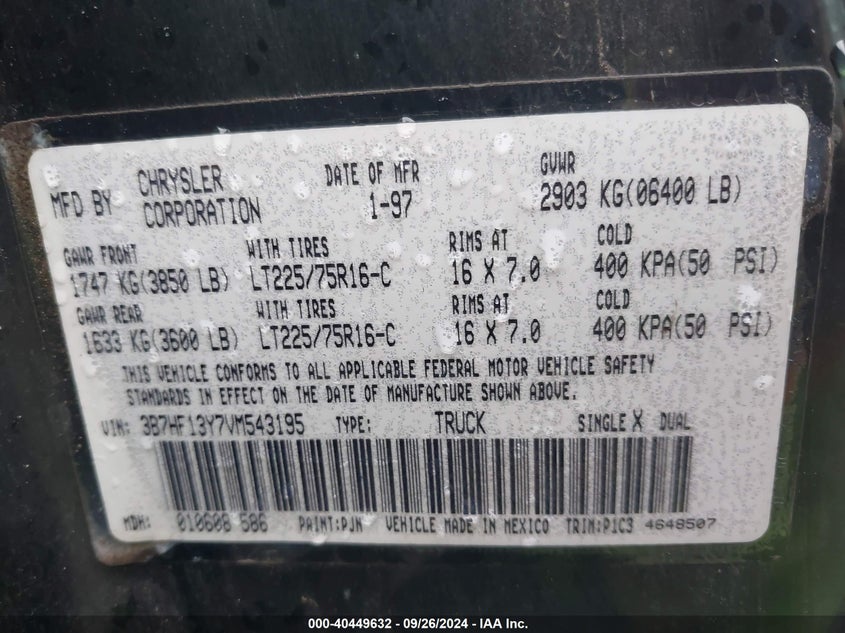 MFD BY CHRYSLER CORPORATION DATE OF MFR 1-97 GVWR 2903 KG(06400 LB)
GAWR FRONT WITH TIRES RIMS AT COLD
1747 KG(3850 LB) LT225/75R16-C 16 X 7.0 400 KPA(50 PSI)
GAWR REAR WITH TIRES RIMS AT COLD
1633 KG(3600 LB) LT225/75R16-C 16 X 7.0 400 KPA(50 PSI)
THIS VEHICLE CONFORMS TO ALL APPLICABLE FEDERAL MOTOR VEHICLE SAFETY
STANDARDS IN EFFECT ON THE DATE OF MANUFACTURE SHOWN ABOVE.
VIN: 3B7HF13Y7VM543195 TYPE: TRUCK SINGLE X DUAL
MDH: 010608 586 PAINT:PJN VEHICLE MADE IN MEXICO TRIM:P1C3 4648507
000-40449632 - 09/26/2024 - IAA Inc.